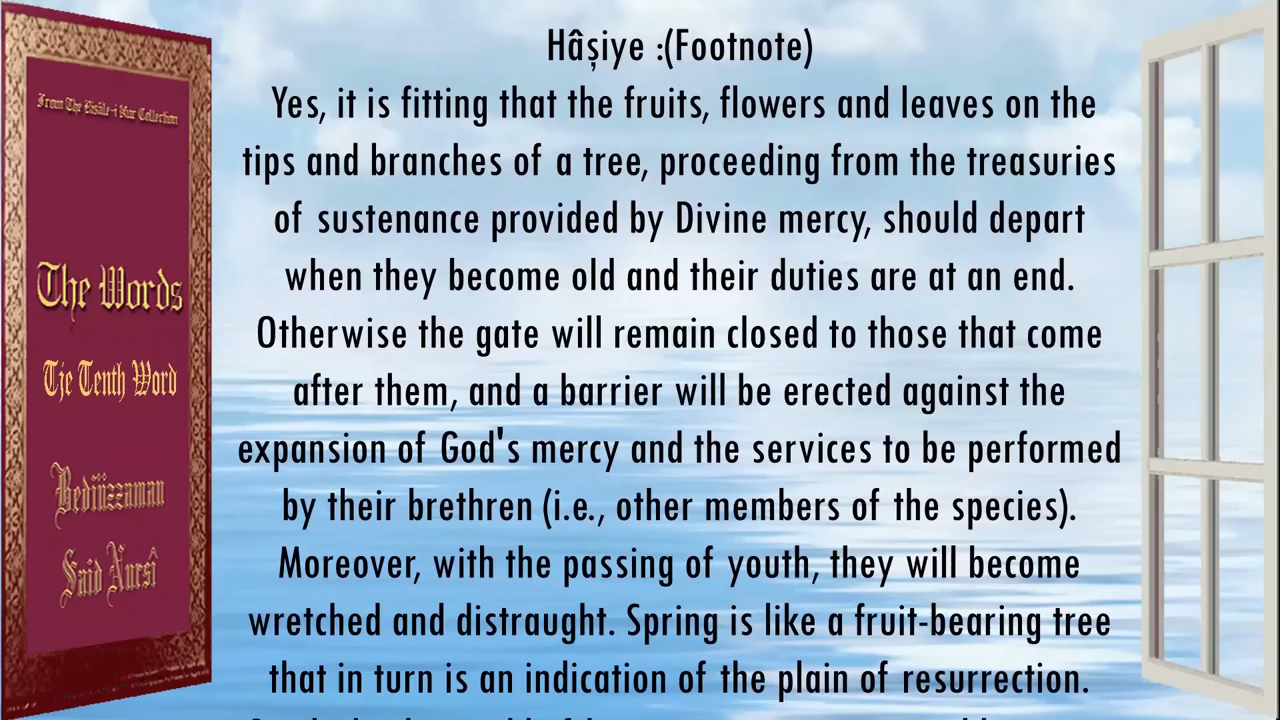 From The Risâle-i Nur Collection
The Words
Tje Tenth Word
Bediüzzaman
Said Nursî
Hâşiye :(Footnote)
Yes, it is fitting that the fruits, flowers and leaves on the
tips and branches of a tree, proceeding from the treasuries
of sustenance provided by Divine mercy, should depart
when they become old and their duties are at an end.
Otherwise the gate will remain closed to those that come
after them, and a barrier will be erected against the
expansion of God's mercy and the services to be performed
by their brethren (i.e., other members of the species).
Moreover, with the passing of youth, they will become
wretched and distraught. Spring is like a fruit-bearing tree
that in turn is an indication of the plain of resurrection.